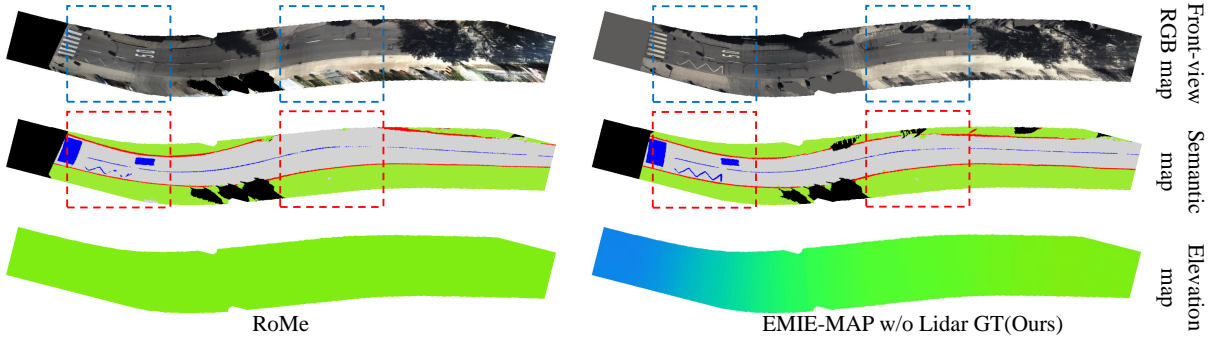 Front-view
RGB map
Semantic
map
Elevation
map
RoMe
EMIE-MAP w/o Lidar GT(Ours)